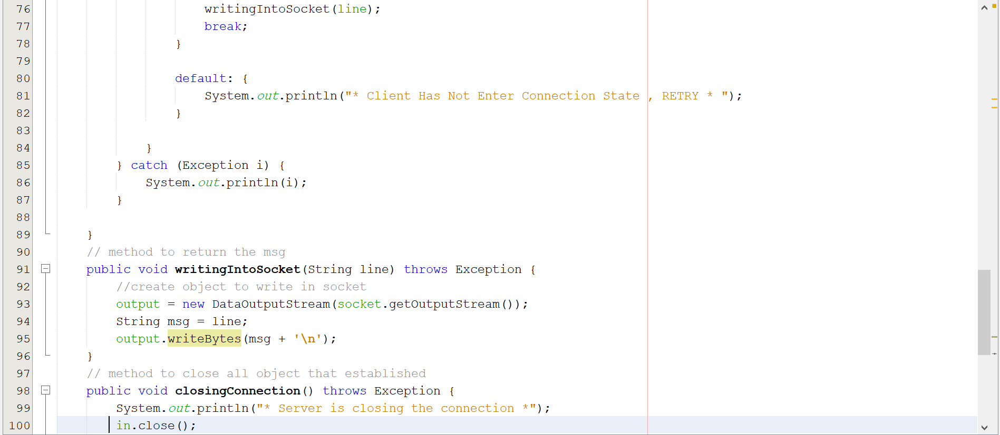 76 writingIntoSocket(line);
77 break;
78 }
79
80 default: {
81 System.out.println("* Client Has Not Enter Connection State , RETRY * ");
82 }
83
84 }
85 } catch (Exception i) {
86 System.out.println(i);
87 }
88
89 }
90 // method to return the msg
91 public void writingIntoSocket(String line) throws Exception {
92 //create object to write in socket
93 output = new DataOutputStream(socket.getOutputStream());
94 String msg = line;
95 output.writeBytes(msg + '\n');
96 }
97 // method to close all object that established
98 public void closingConnection() throws Exception {
99 System.out.println("* Server is closing the connection *");
100 in.close();